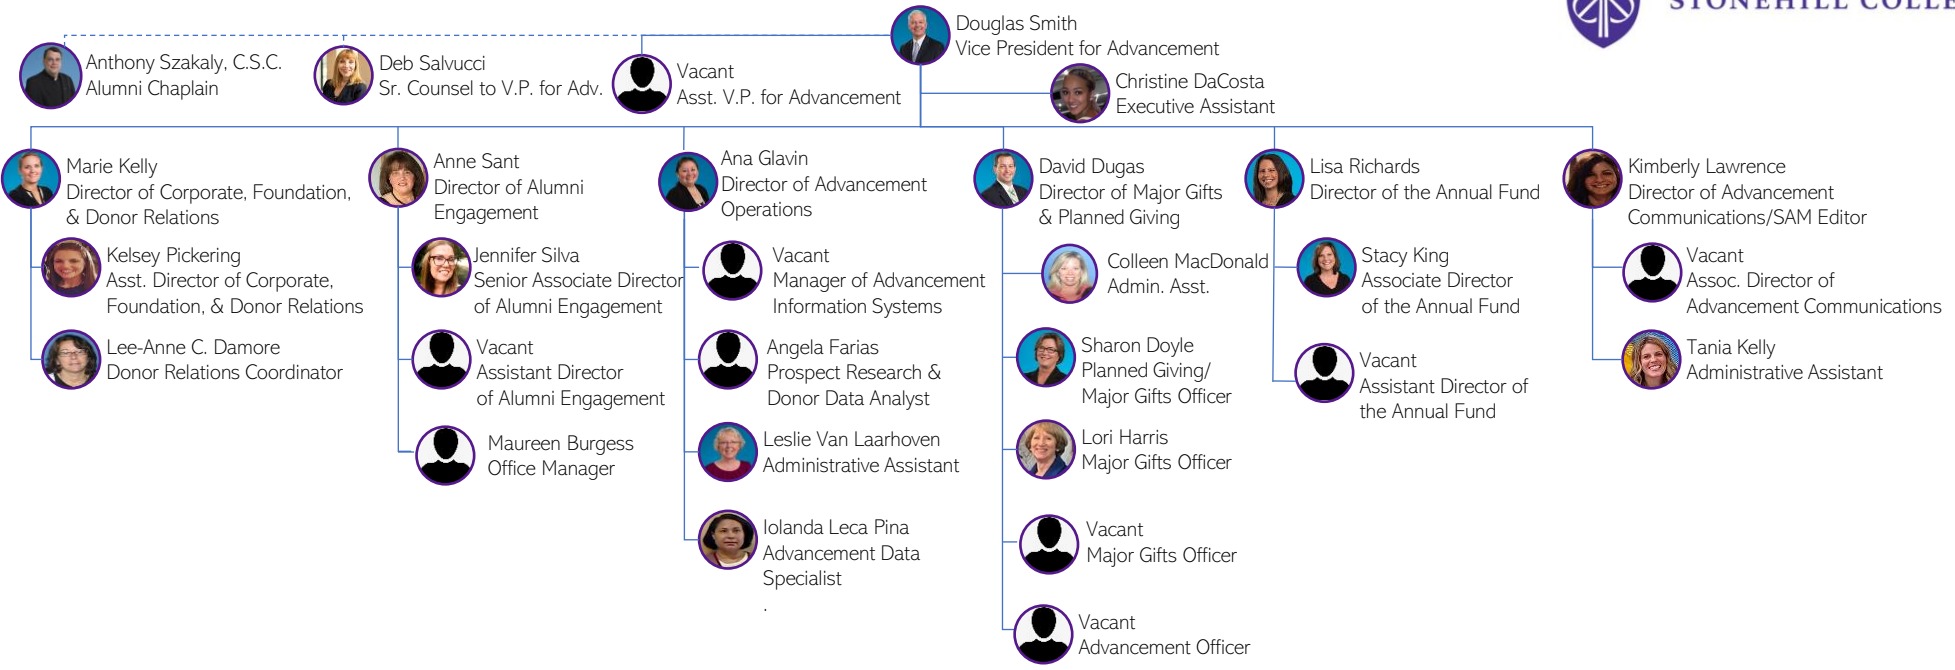 STONEHILL
Douglas Smith
Vice President for Advancement
Anthony Szakaly, C.S.C.
Alumni Chaplain
Deb Salvucci
Sr. Counsel to V.P. for Adv.
Vacant
Asst. V.P. for Advancement
Christine DaCosta
Executive Assistant
Marie Kelly
Director of Corporate, Foundation,
& Donor Relations
Kelsey Pickering
Asst. Director of Corporate,
Foundation, & Donor Relations
Lee-Anne C. Damore
Donor Relations Coordinator
Anne Sant
Director of Alumni
Engagement
Jennifer Silva
Senior Associate Director
of Alumni Engagement
Vacant
Assistant Director
of Alumni Engagement
Maureen Burgess
Office Manager
Ana Glavin
Director of Advancement
Operations
Vacant
Manager of Advancement
Information Systems
Angela Farias
Prospect Research &
Donor Data Analyst
Leslie Van Laarhoven
Administrative Assistant
Iolanda Leca Pina
Advancement Data
Specialist
.
David Dugas
Director of Major Gifts
& Planned Giving
Colleen MacDonald
Admin. Asst.
Sharon Doyle
Planned Giving/
Major Gifts Officer
Lori Harris
Major Gifts Officer
Vacant
Major Gifts Officer
Vacant
Advancement Officer
Lisa Richards
Director of the Annual Fund
Stacy King
Associate Director
of the Annual Fund
Vacant
Assistant Director of
the Annual Fund
Kimberly Lawrence
Director of Advancement
Communications/SAM Editor
Vacant
Assoc. Director of
Advancement Communications
Tania Kelly
Administrative Assistant